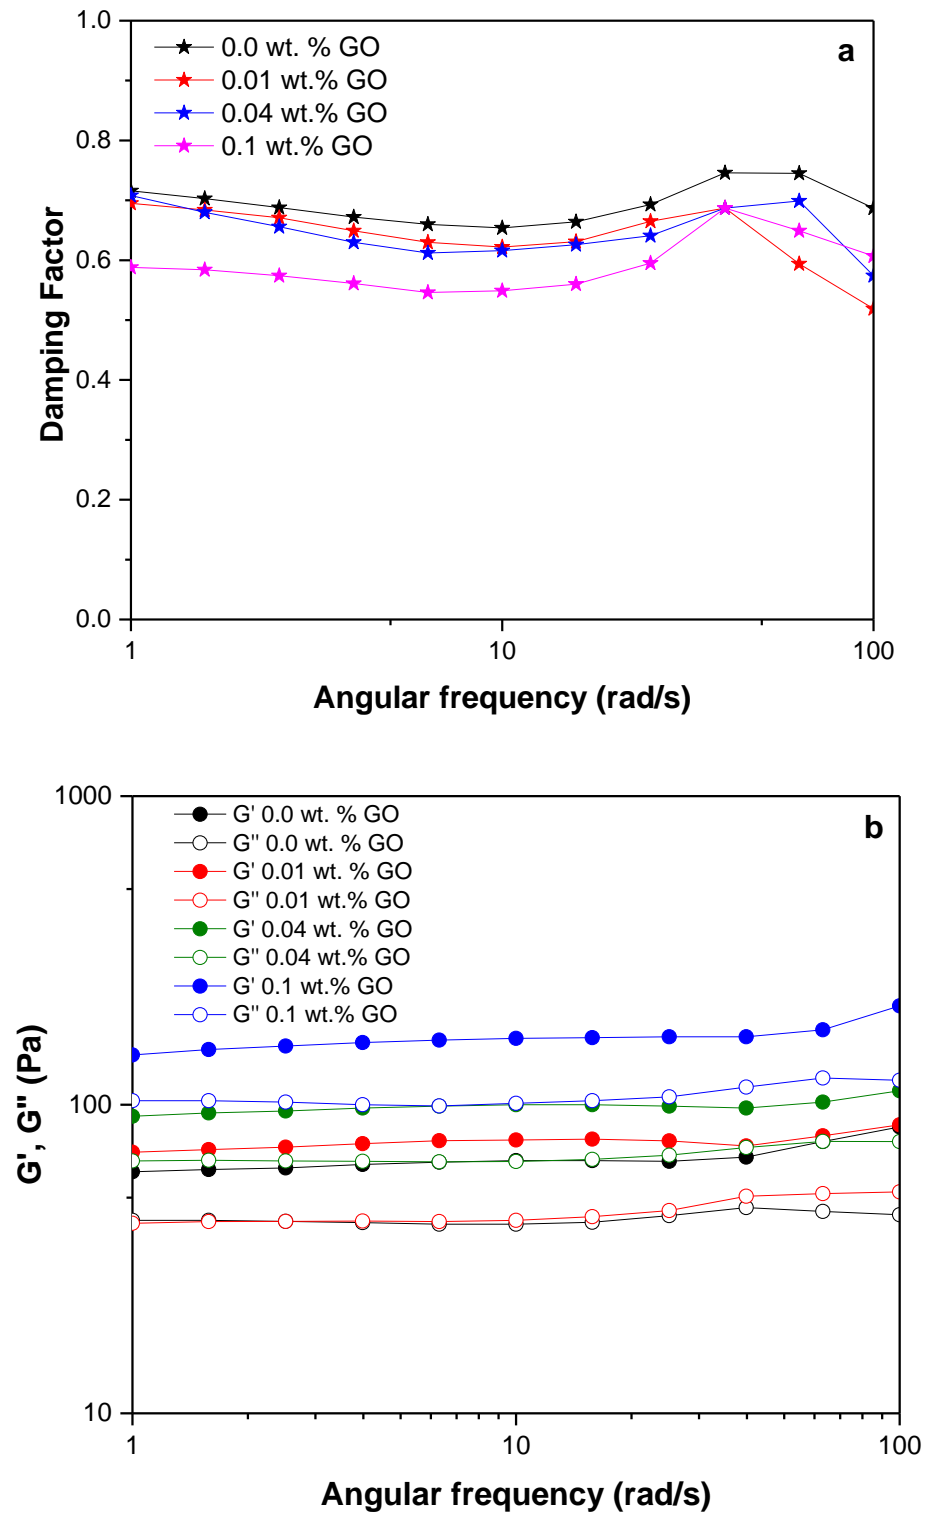 1.0
0.0 wt. % GO
a
0.01 wt.% GO
0.04 wt.% GO
0.8
0.1 wt.% GO
0.6
0.4
0.2
0.0
Damping Factor
1
10
100
Angular frequency (rad/s)
1000
G' 0.0 wt. % GO
b
G'' 0.0 wt. % GO
G' 0.01 wt. % GO
G'' 0.01 wt.% GO
G' 0.04 wt. % GO
G'' 0.04 wt.% GO
G' 0.1 wt.% GO
G'' 0.1 wt.% GO
100
10
G', G'' (Pa)
1
10
100
Angular frequency (rad/s)